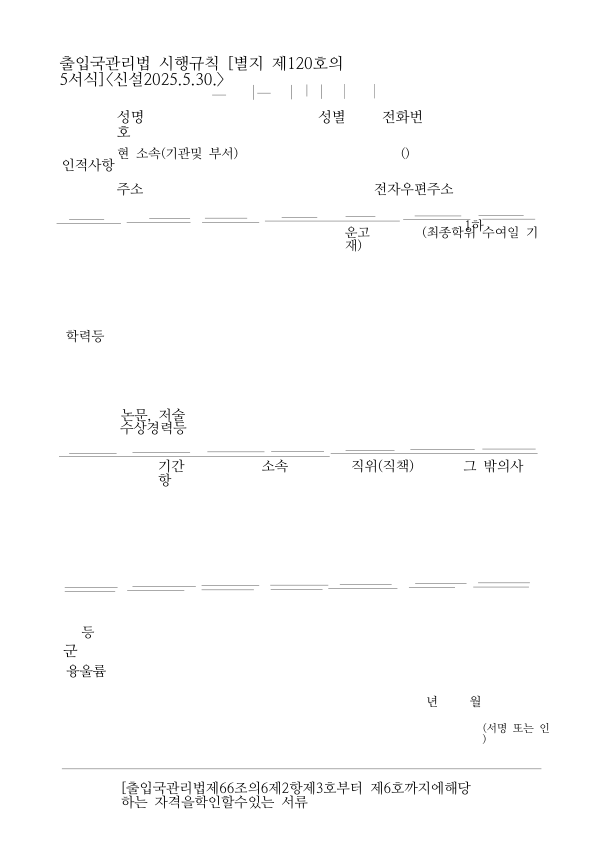 출입국관리법 시행규칙 [별지 제120호의
5서식]<신설2025.5.30.>
성명 성별 전화번
호
현 소속(기관및 부서) ()
인적사항
주소 전자우편주소
1하
운고 (최종학위 수여일 기
재)
학력등
논문, 저술
수상경력등
기간 소속 직위(직책) 그 밖의사
항
등
군
융울륨
년 월
(서명 또는 인
)
[출입국관리법제66조의6제2항제3호부터 제6호까지에해당
하는 자격을학인할수있는 서류